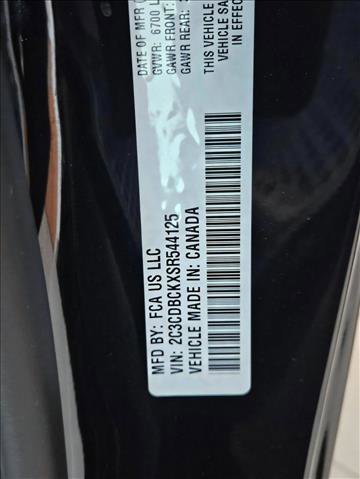 MFD BY: FCA US LLC
DATE OF MFR
GVWR: 6700 L
GAWR FRONT:
GAWR REAR:
THIS VEHICLE
VEHICLE SA
IN EFFEC
VIN: 2C3CDBCKXSR544125
VEHICLE MADE IN: CANADA